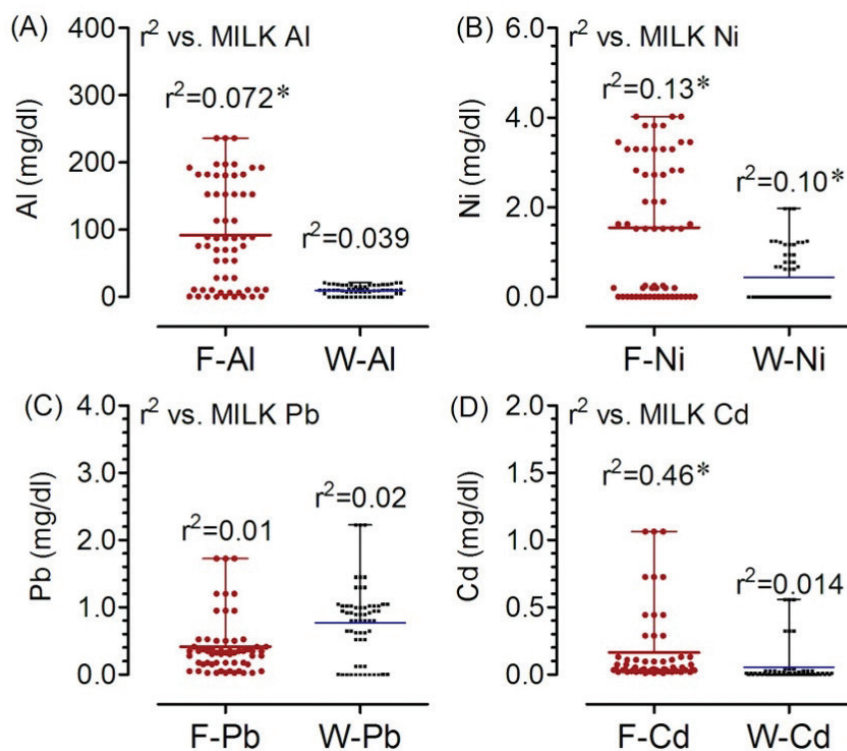 (A) r² vs. MILK Al
400
300
200
100
0
Al (mg/dl)
r²=0.072*
r²=0.039
F-Al W-Al
(B) r² vs. MILK Ni
6.0
4.0
2.0
0.0
Ni (mg/dl)
r²=0.13*
r²=0.10*
F-Ni W-Ni
(C) r² vs. MILK Pb
4.0
3.0
2.0
1.0
0.0
Pb (mg/dl)
r²=0.01
r²=0.02
F-Pb W-Pb
(D) r² vs. MILK Cd
2.0
1.5
1.0
0.5
0.0
Cd (mg/dl)
r²=0.46*
r²=0.014
F-Cd W-Cd